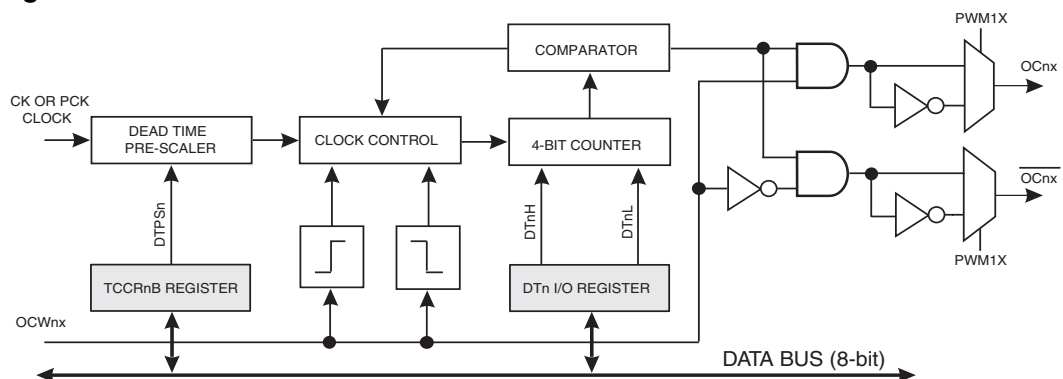 PWM1X
COMPARATOR
OCnx
CK OR PCK
CLOCK
DEAD TIME
PRE-SCALER
CLOCK CONTROL
4-BIT COUNTER
OCnx
DTPSn
DTnH
DTnL
PWM1X
TCCRnB REGISTER
DTn I/O REGISTER
OCWnx
DATA BUS (8-bit)